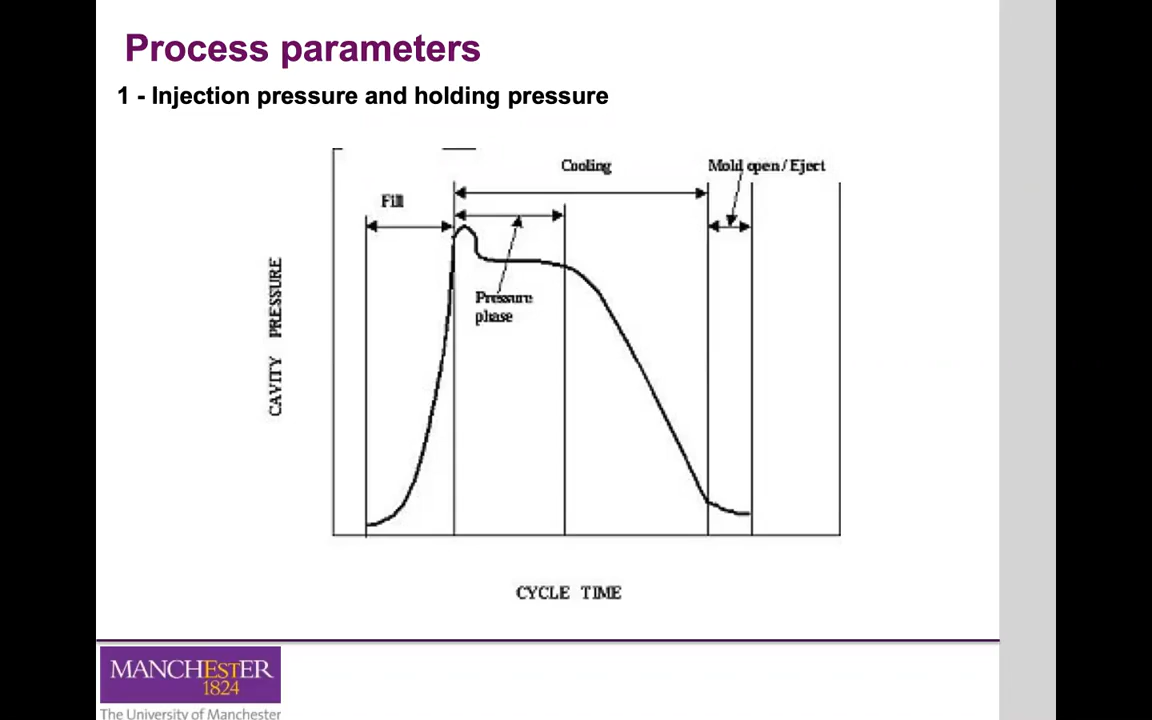 Process parameters
1 - Injection pressure and holding pressure
Cooling
Mold open / Eject
Fill
Pressure
phase
CAVITY PRESSURE
CYCLE TIME
MANCHESTER
1824
The University of Manchester